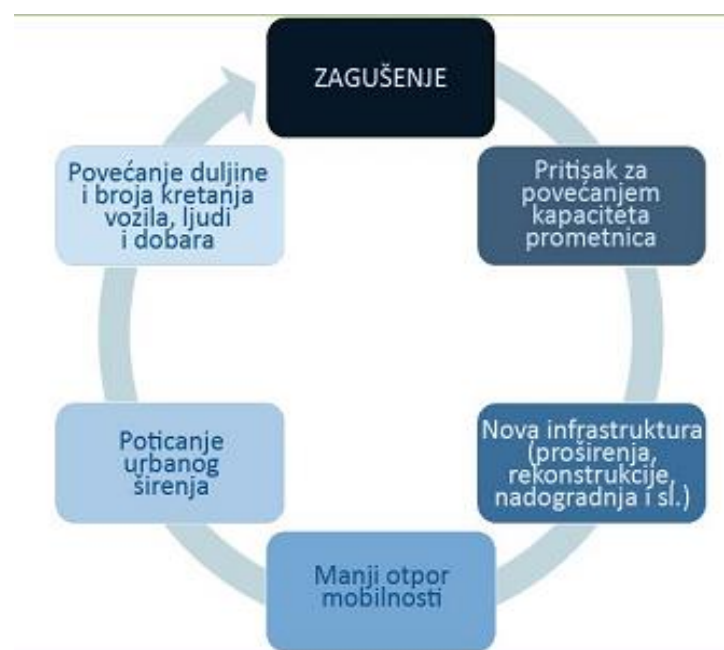 ZAGUŠENJE
Pritisak za
povećanjem
kapaciteta
prometnica
Nova infrastruktura
(proširenja,
rekonstrukcije,
nadogradnja i sl.)
Manji otpor
mobilnosti
Poticanje
urbanog
širenja
Povećanje duljine
i broja kretanja
vozila, ljudi
i dobara